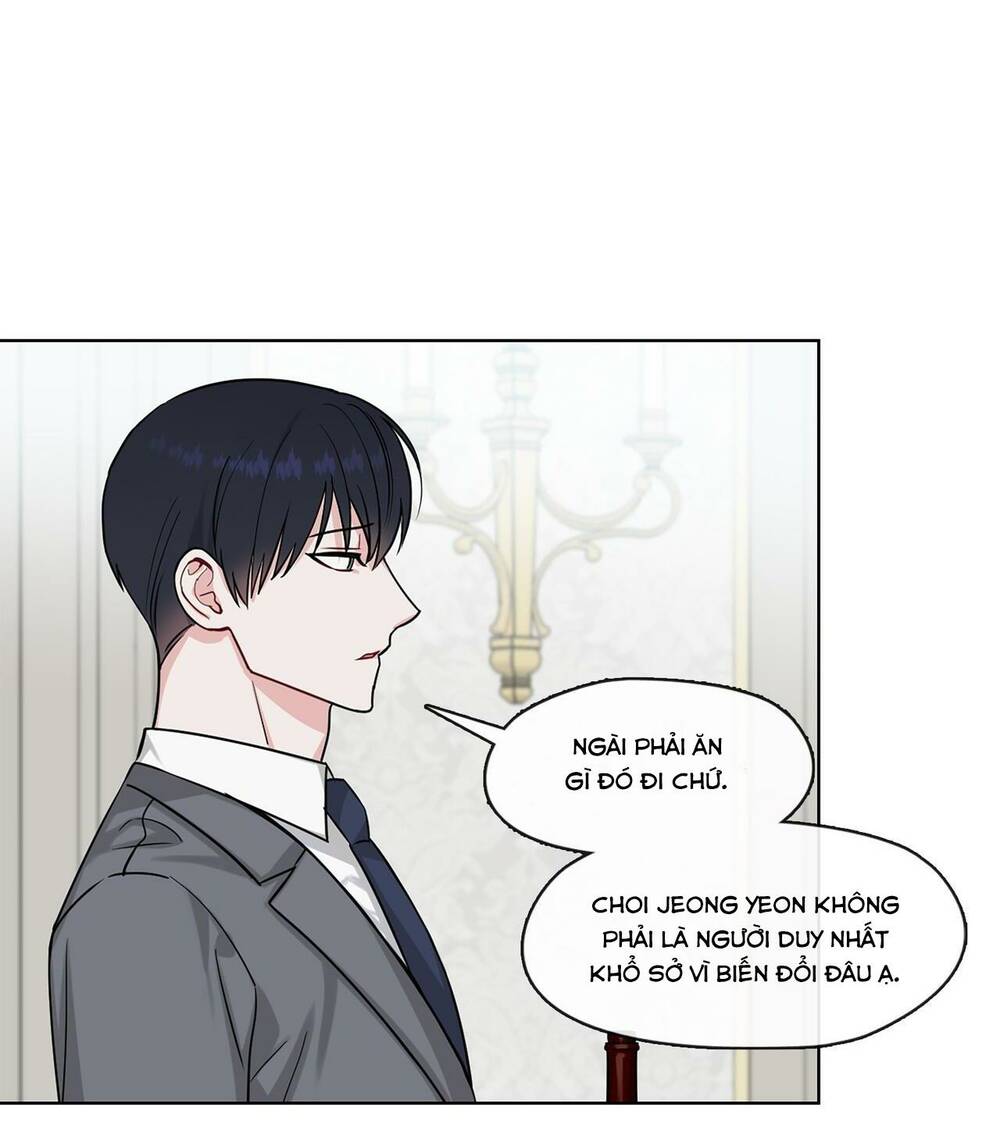 NGÀI PHẢI ĂN
GÌ ĐÓ ĐI CHỨ.
CHOI JEONG YEON KHÔNG
PHẢI LÀ NGƯỜI DUY NHẤT
KHỔ SỞ VÌ BIẾN ĐỔI ĐÂU Ạ.